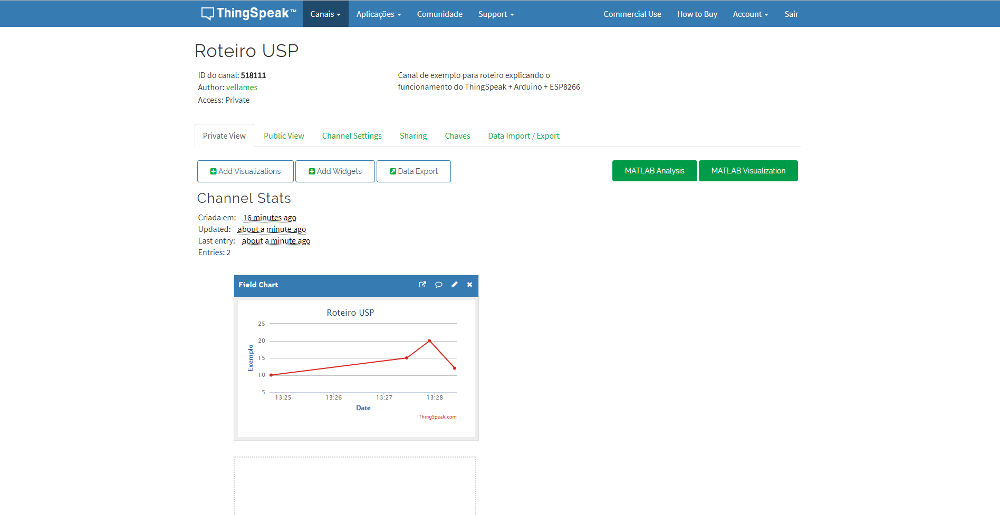 ThingSpeak™ Canais Aplicações Comunidade Support Commercial Use How to Buy Account Sair
Roteiro USP
ID do canal: 518111
Author: vellames
Access: Private
Canal de exemplo para roteiro explicando o
funcionamento do ThingSpeak + Arduino + ESP8266
Private View Public View Channel Settings Sharing Chaves Data Import / Export
Add Visualizations Add Widgets Data Export MATLAB Analysis MATLAB Visualization
Channel Stats
Criada em: 16 minutes ago
Updated: about a minute ago
Last entry: about a minute ago
Entries: 2
Field Chart
Roteiro USP
Exemplo
25
20
15
10
5
13:25 13:26 13:27 13:28
Date
ThingSpeak.com